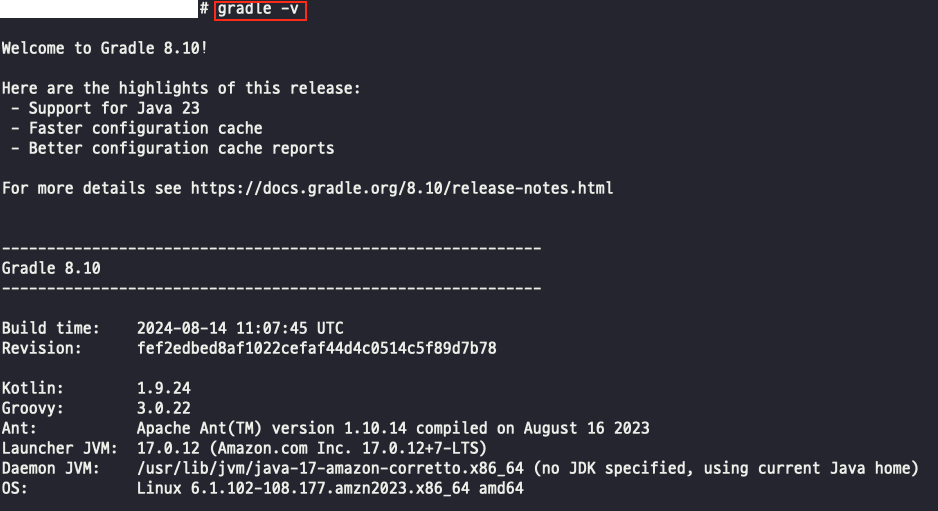 # gradle -v
Welcome to Gradle 8.10!
Here are the highlights of this release:
- Support for Java 23
- Faster configuration cache
- Better configuration cache reports
For more details see https://docs.gradle.org/8.10/release-notes.html
------------------------------------------------------------
Gradle 8.10
------------------------------------------------------------
Build time:    2024-08-14 11:07:45 UTC
Revision:      fef2edbed8af1022cefaf44d4c0514c5f89d7b78
Kotlin:        1.9.24
Groovy:        3.0.22
Ant:           Apache Ant(TM) version 1.10.14 compiled on August 16 2023
Launcher JVM:  17.0.12 (Amazon.com Inc. 17.0.12+7-LTS)
Daemon JVM:    /usr/lib/jvm/java-17-amazon-corretto.x86_64 (no JDK specified, using current Java home)
OS:            Linux 6.1.102-108.177.amzn2023.x86_64 amd64